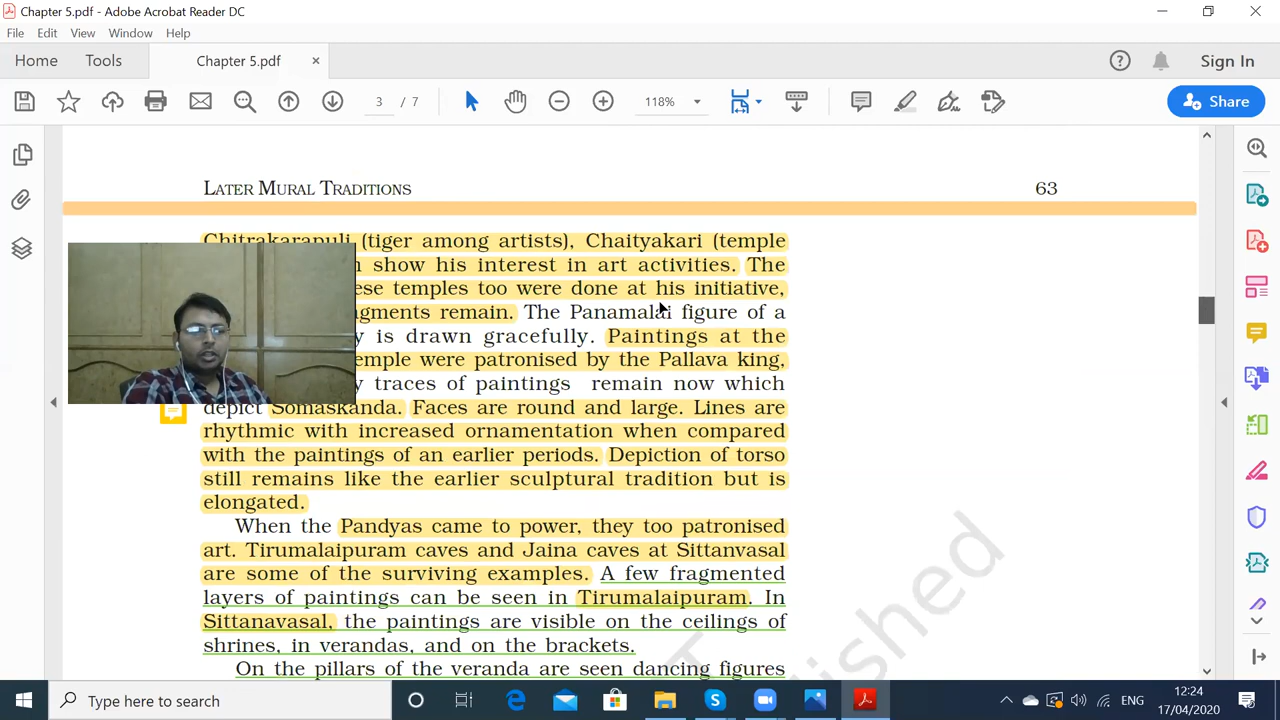 Chapter 5.pdf - Adobe Acrobat Reader DC
File Edit View Window Help
Home Tools Chapter 5.pdf × Sign In
3 / 7 118% Share
LATER MURAL TRADITIONS 63
Chitrakarapuli (tiger among artists), Chaityakari (temple
show his interest in art activities. The
ese temples too were done at his initiative,
agments remain. The Panamalai figure of a
y is drawn gracefully. Paintings at the
temple were patronised by the Pallava king,
y traces of paintings remain now which
depict Somaskanda. Faces are round and large. Lines are
rhythmic with increased ornamentation when compared
with the paintings of an earlier periods. Depiction of torso
still remains like the earlier sculptural tradition but is
elongated.
When the Pandyas came to power, they too patronised
art. Tirumalaipuram caves and Jaina caves at Sittanvasal
are some of the surviving examples. A few fragmented
layers of paintings can be seen in Tirumalaipuram. In
Sittanavasal, the paintings are visible on the ceilings of
shrines, in verandas, and on the brackets.
On the pillars of the veranda are seen dancing figures
Published
Type here to search
ENG
12:24
17/04/2020